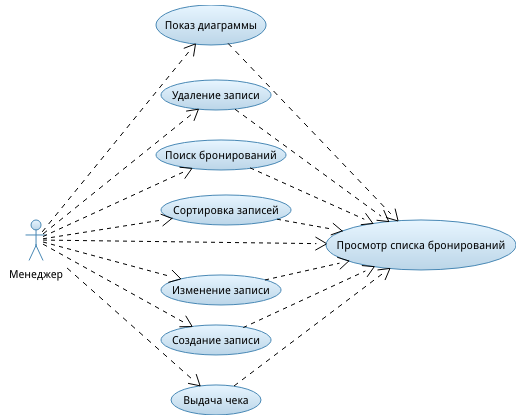 Показ диаграммы
Удаление записи
Поиск бронирований
Сортировка записей
Просмотр списка бронирований
Менеджер
Изменение записи
Создание записи
Выдача чека